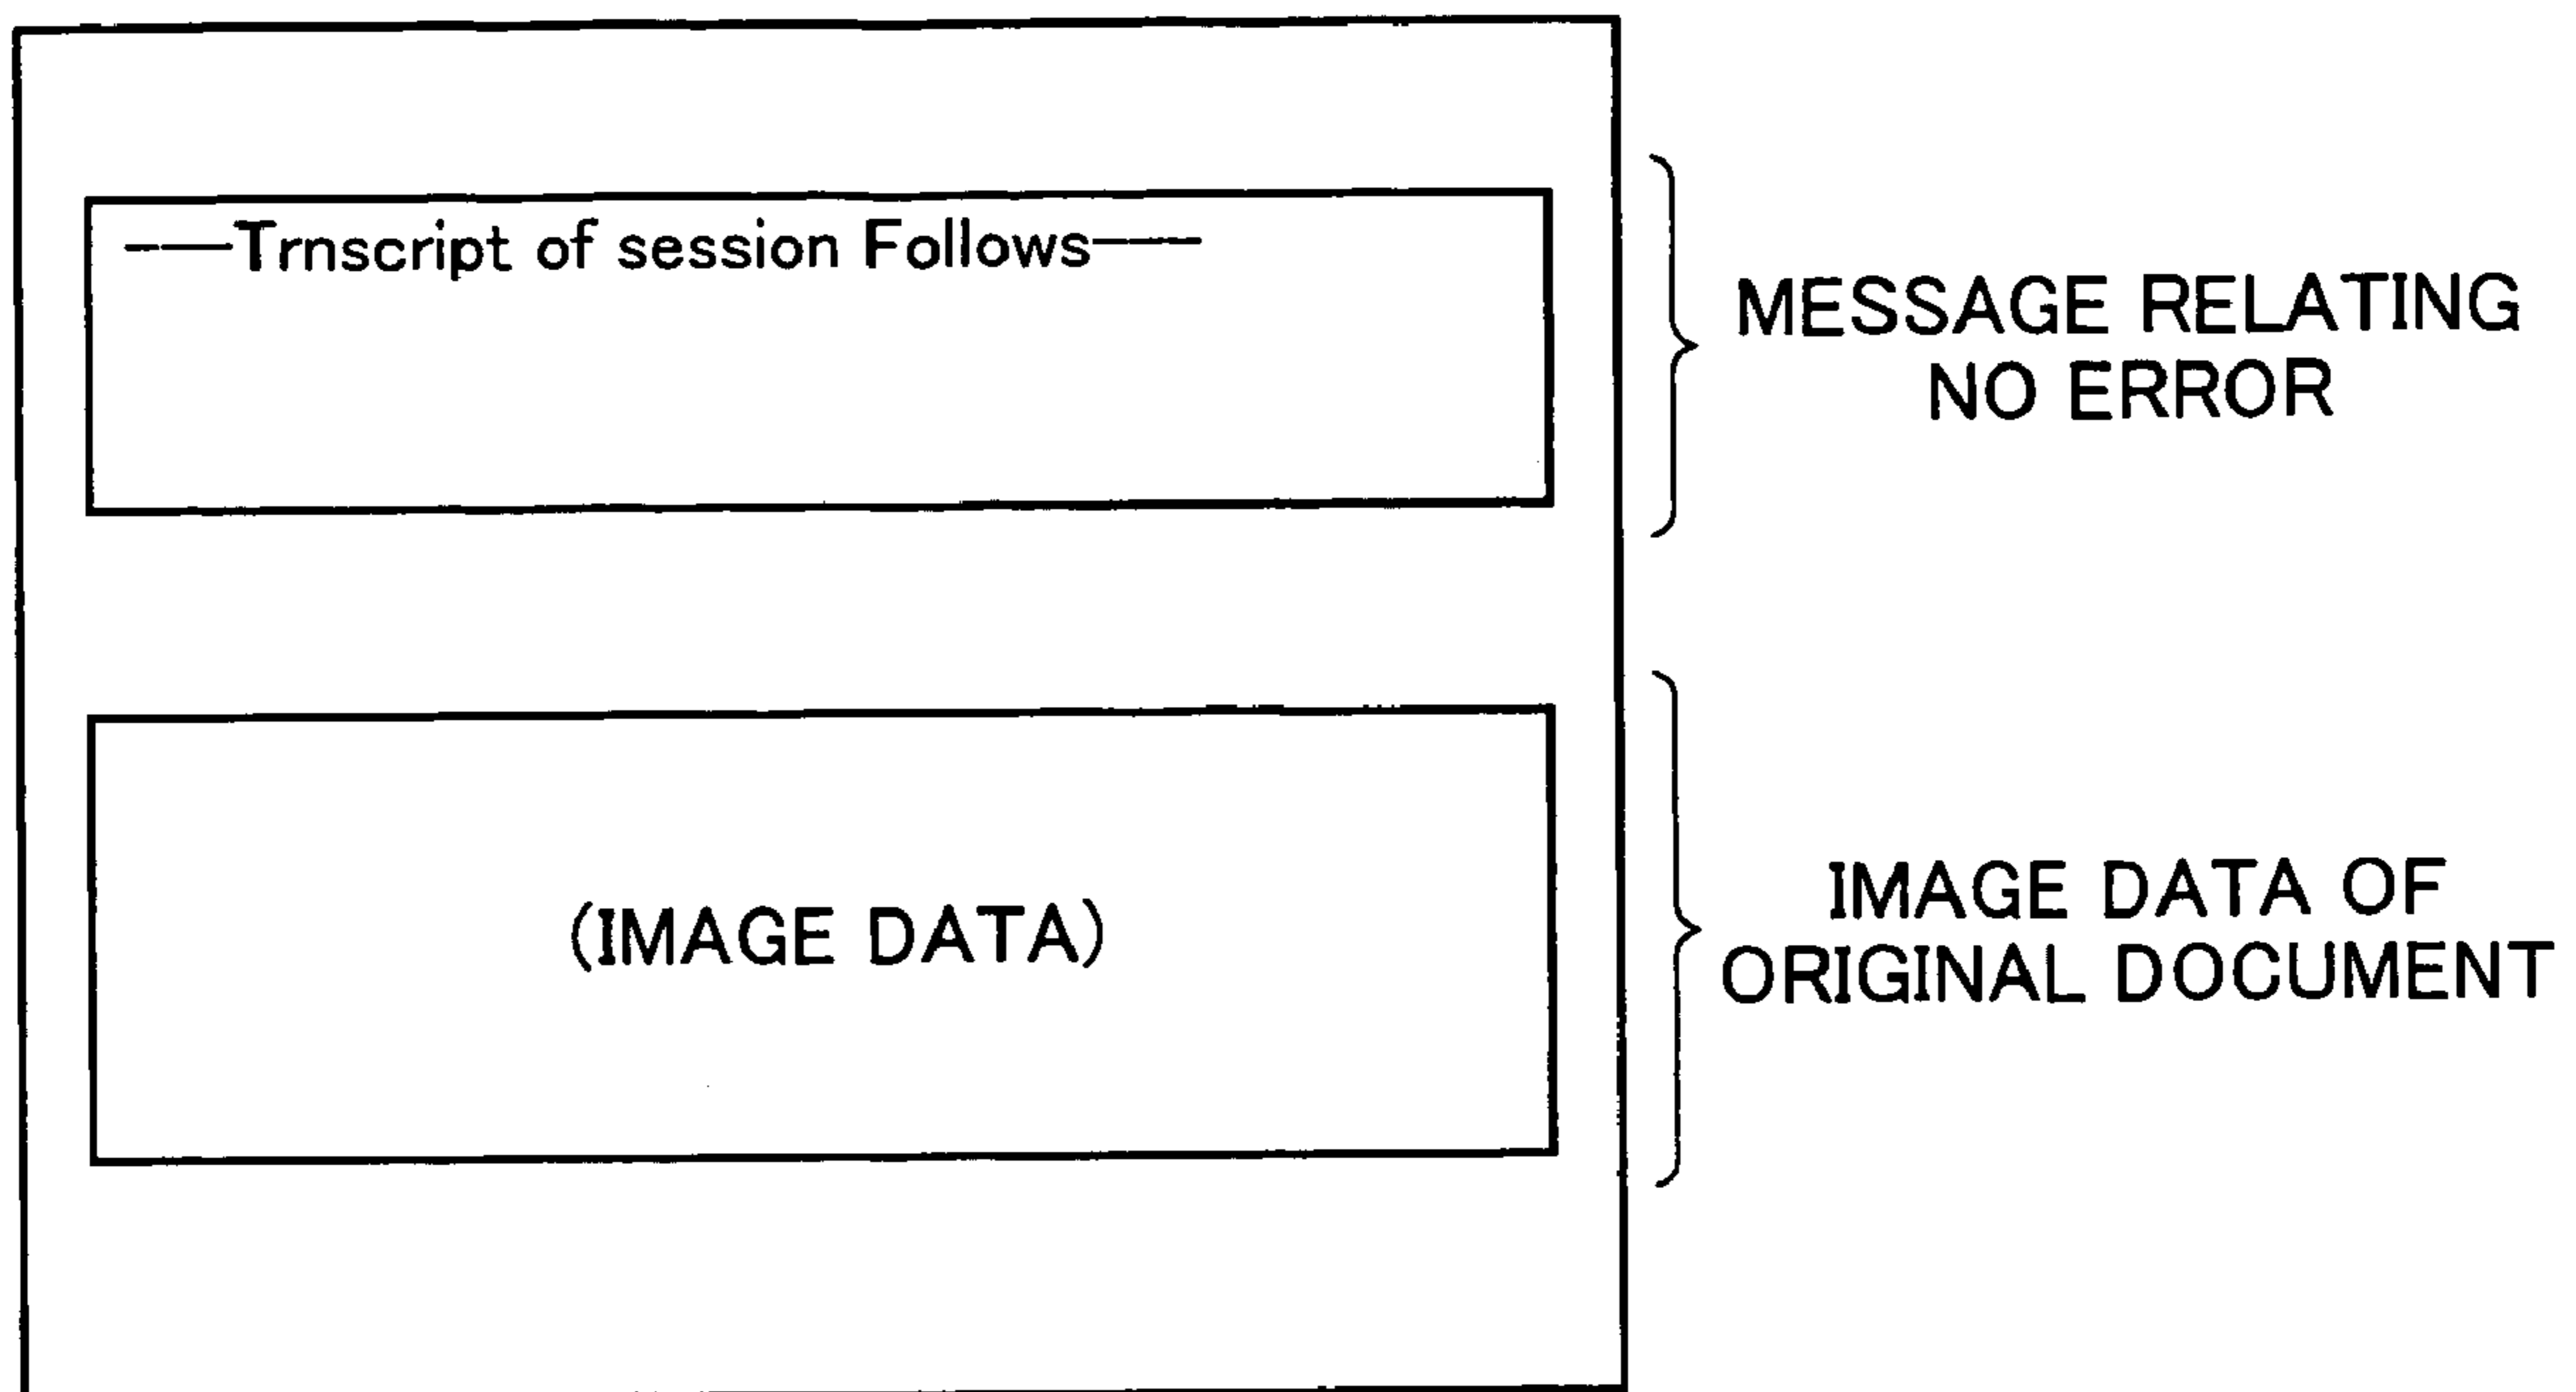 -——Trnscript of session Follows——
MESSAGE RELATING
NO ERROR
(IMAGE DATA)
IMAGE DATA OF
ORIGINAL DOCUMENT